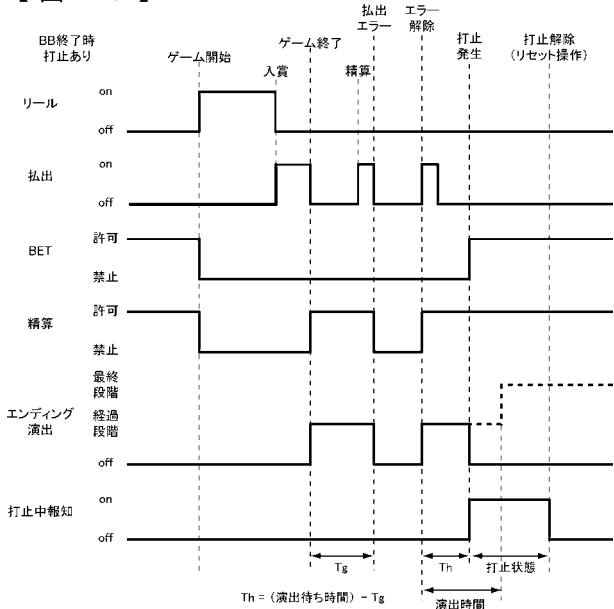 払出 エラー
エラー 解除
BB終了時
打止あり
ゲーム開始
ゲーム終了
打止
発生
打止解除
(リセット操作)
入賞
精算
リール
on
off
払出
on
off
BET
許可
禁止
精算
許可
禁止
エンディング
演出
最終
段階
経過
段階
off
打止中報知
on
off
Tg
Th
打止状態
Th = (演出待ち時間) - Tg
演出時間